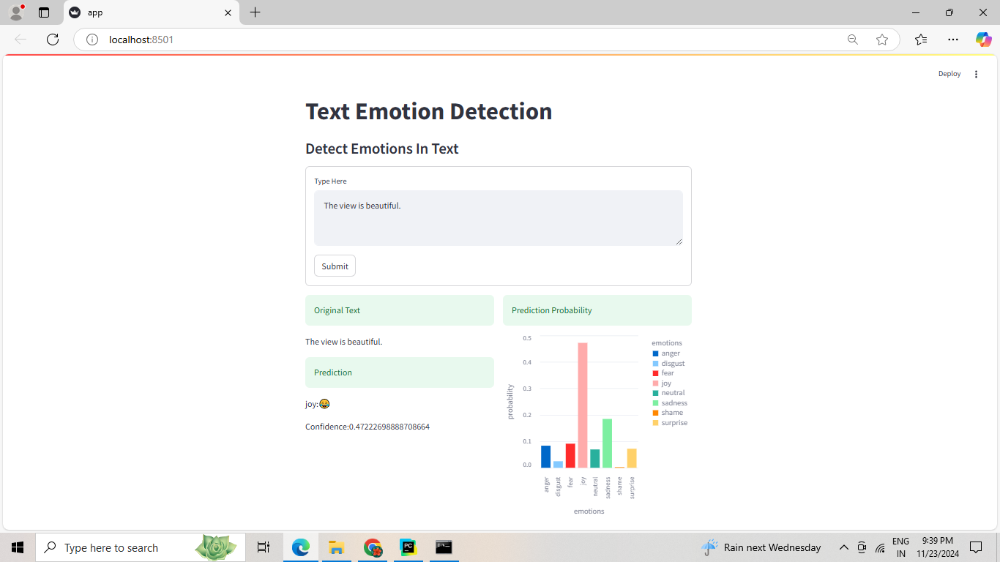 app
localhost:8501
Deploy
Text Emotion Detection
Detect Emotions In Text
Type Here
The view is beautiful.
Submit
Original Text
The view is beautiful.
Prediction
joy:😂
Confidence:0.47222698888708664
Prediction Probability
0.5
0.4
0.3
0.2
0.1
0.0
probability
anger
disgust
fear
joy
neutral
sadness
shame
surprise
emotions
emotions
anger
disgust
fear
joy
neutral
sadness
shame
surprise
Type here to search
PC
Rain next Wednesday
ENG
IN
9:39 PM
11/23/2024